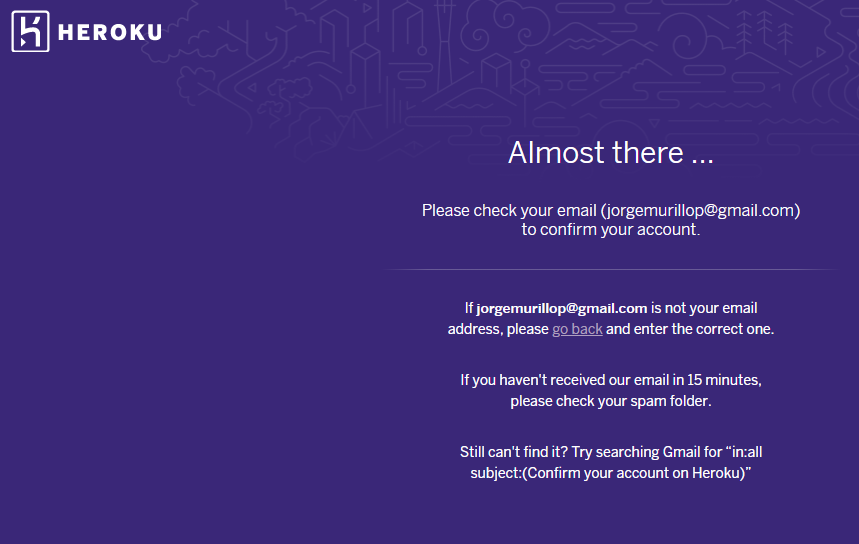 HEROKU
Almost there ...
Please check your email (jorgemurillop@gmail.com)
to confirm your account.
If jorgemurillop@gmail.com is not your email
address, please go back and enter the correct one.
If you haven't received our email in 15 minutes,
please check your spam folder.
Still can't find it? Try searching Gmail for “in:all
subject:(Confirm your account on Heroku)”